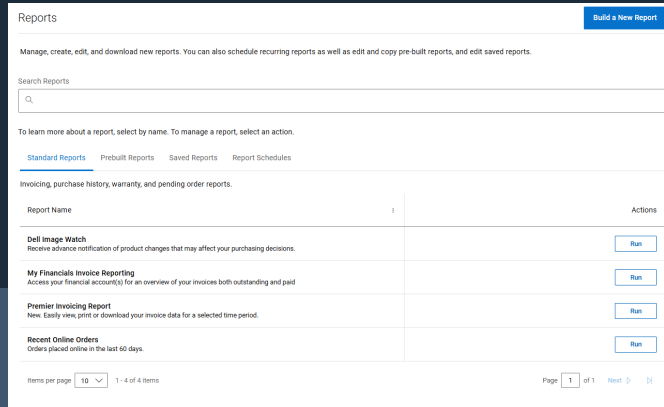 Reports
Build a New Report
Manage, create, edit, and download new reports. You can also schedule recurring reports as well as edit and copy pre-built reports, and edit saved reports.
Search Reports
To learn more about a report, select by name. To manage a report, select an action.
Standard Reports Prebuilt Reports Saved Reports Report Schedules
Invoicing, purchase history, warranty, and pending order reports.
Report Name Actions
Dell Image Watch
Receive advance notification of product changes that may affect your purchasing decisions.
Run
My Financials Invoice Reporting
Access your financial account(s) for an overview of your invoices both outstanding and paid
Run
Premier Invoicing Report
New. Easily view, print or download your invoice data for a selected time period.
Run
Recent Online Orders
Orders placed online in the last 60 days.
Run
Items per page 10 1 - 4 of 4 items Page 1 of 1 Next